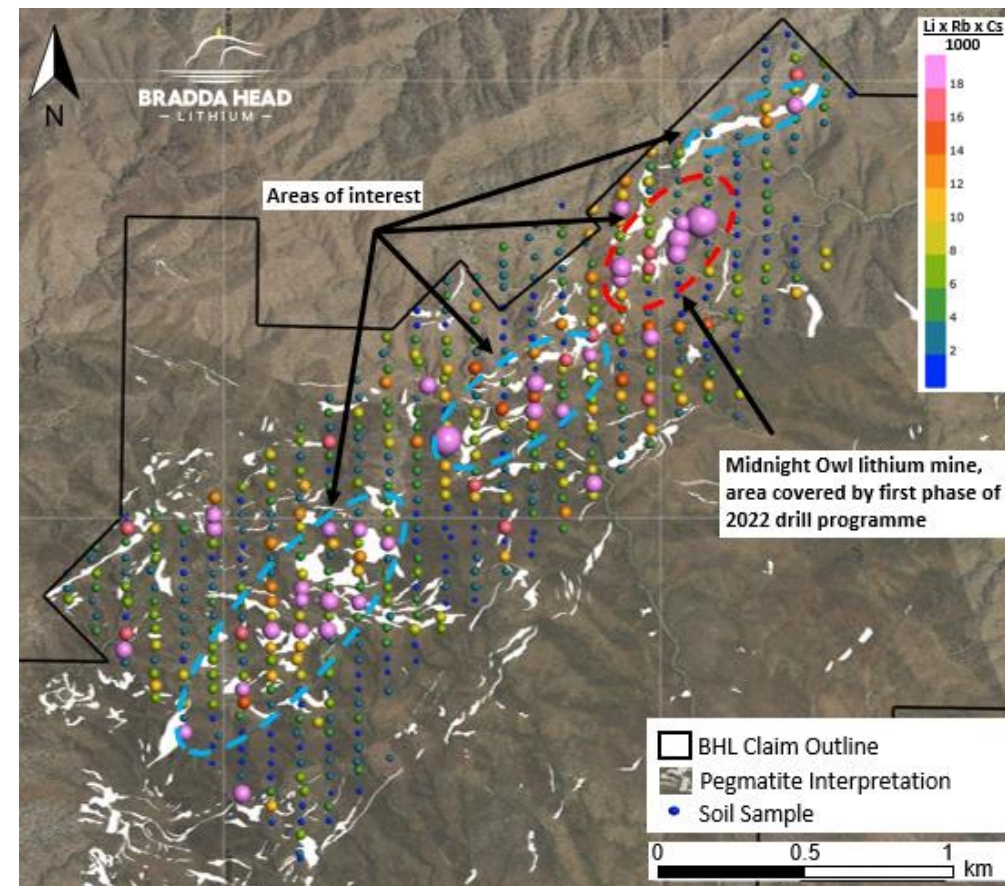 N
BRADDA HEAD
– LITHIUM –
Li x Rb x Cs
1000
18
16
14
12
10
8
6
4
2
Areas of interest
Midnight Owl lithium mine,
area covered by first phase of
2022 drill programme
BHL Claim Outline
Pegmatite Interpretation
Soil Sample
0 0.5 1
km